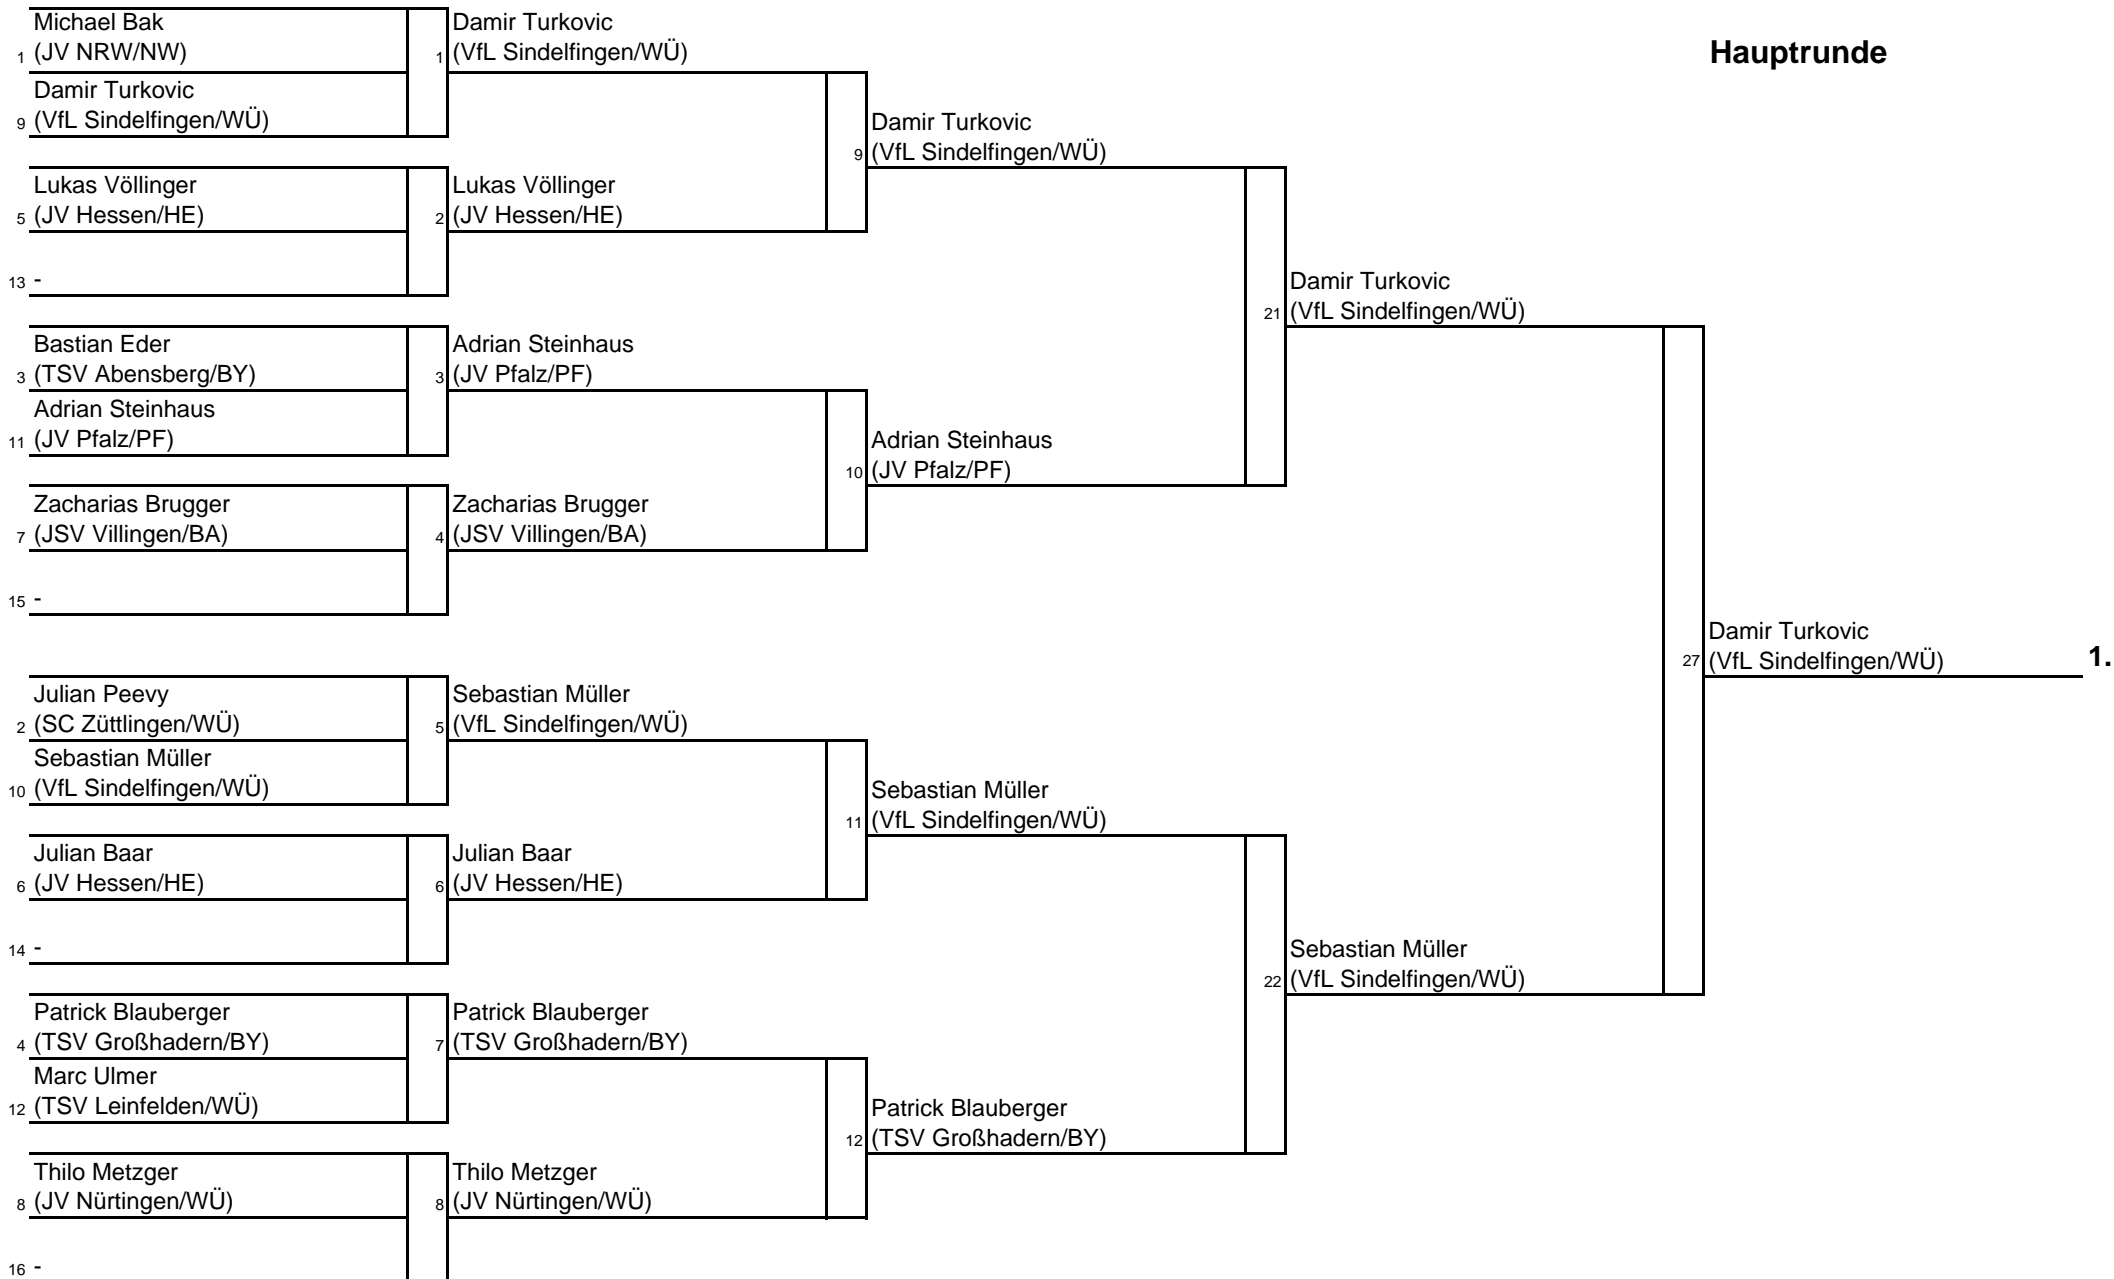 Hauptrunde
Michael Bak
1 (JV NRW/NW)
Damir Turkovic
9 (VfL Sindelfingen/WÜ)
Lukas Völlinger
5 (JV Hessen/HE)
13 -
Bastian Eder
3 (TSV Abensberg/BY)
Adrian Steinhaus
11 (JV Pfalz/PF)
Zacharias Brugger
7 (JSV Villingen/BA)
15 -
Julian Peevy
2 (SC Züttlingen/WÜ)
Sebastian Müller
10 (VfL Sindelfingen/WÜ)
Julian Baar
6 (JV Hessen/HE)
14 -
Patrick Blauberger
4 (TSV Großhadern/BY)
Marc Ulmer
12 (TSV Leinfelden/WÜ)
Thilo Metzger
8 (JV Nürtingen/WÜ)
16 -
Damir Turkovic
1 (VfL Sindelfingen/WÜ)
Lukas Völlinger
2 (JV Hessen/HE)
Adrian Steinhaus
3 (JV Pfalz/PF)
Zacharias Brugger
4 (JSV Villingen/BA)
Sebastian Müller
5 (VfL Sindelfingen/WÜ)
Julian Baar
6 (JV Hessen/HE)
Patrick Blauberger
7 (TSV Großhadern/BY)
Thilo Metzger
8 (JV Nürtingen/WÜ)
Damir Turkovic
9 (VfL Sindelfingen/WÜ)
Adrian Steinhaus
10 (JV Pfalz/PF)
Sebastian Müller
11 (VfL Sindelfingen/WÜ)
Patrick Blauberger
12 (TSV Großhadern/BY)
Damir Turkovic
21 (VfL Sindelfingen/WÜ)
Sebastian Müller
22 (VfL Sindelfingen/WÜ)
Damir Turkovic
27 (VfL Sindelfingen/WÜ) 1.